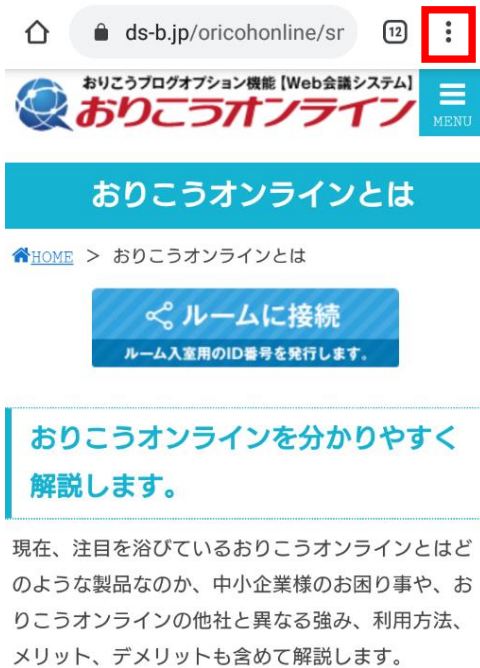 ds-b.jp/oricohonline/sr
12
おりこうブログオプション機能【Web会議システム】
おりこうオンライン
MENU
おりこうオンラインとは
HOME > おりこうオンラインとは
ルームに接続
ルーム入室用のID番号を発行します。
おりこうオンラインを分かりやすく
解説します。
現在、注目を浴びているおりこうオンラインとはど
のような製品なのか、中小企業様のお困り事や、お
りこうオンラインの他社と異なる強み、利用方法、
メリット、デメリットも含めて解説します。